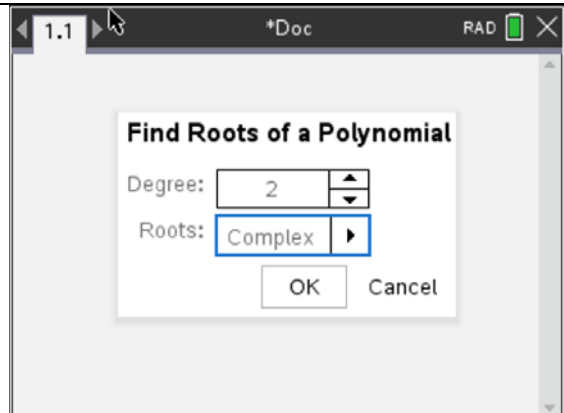 1.1 *Doc RAD
Find Roots of a Polynomial
Degree: 2
Roots: Complex
OK Cancel